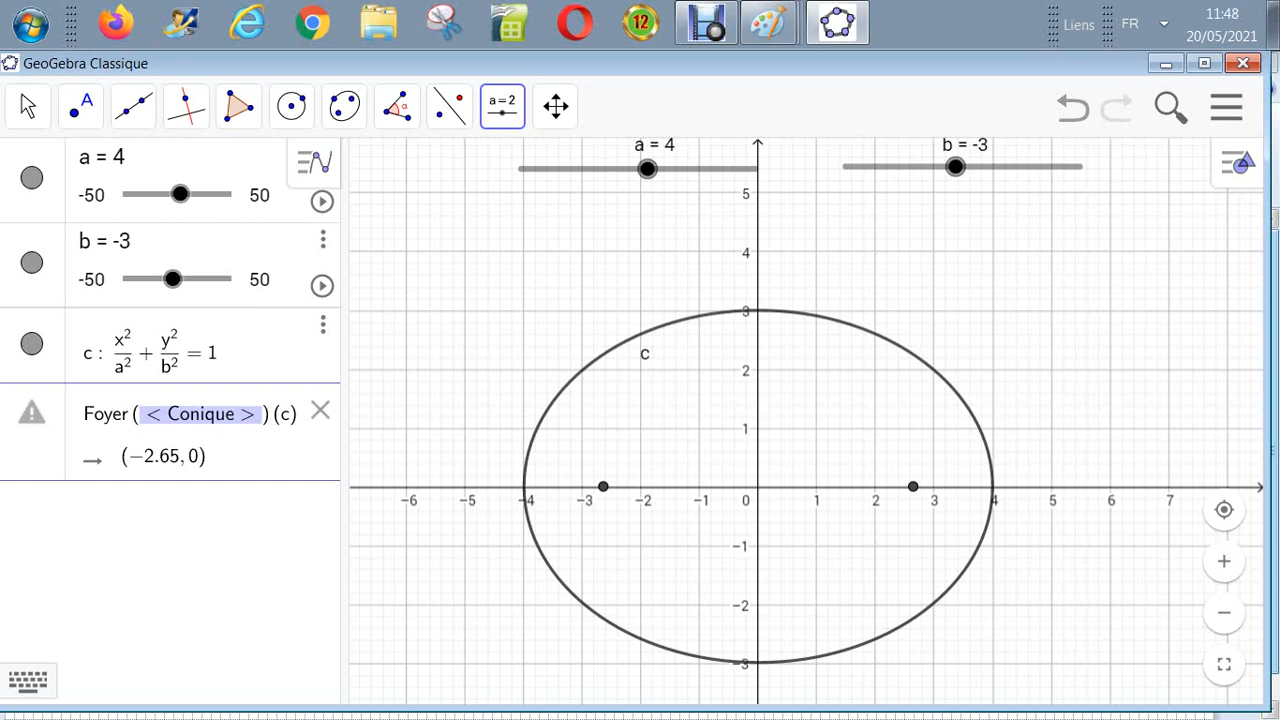 12
Liens
FR
11:48
20/05/2021
GeoGebra Classique
A
α
a = 2
a = 4
-50
50
b = -3
-50
50
c : x²/a² + y²/b² = 1
Foyer ( < Conique > ) (c)
→ (−2.65, 0)
a = 4
b = -3
5
4
3
2
1
−6 −5 −4 −3 −2 −1 0 1 2 3 4 5 6 7
−1
−2
−3
c